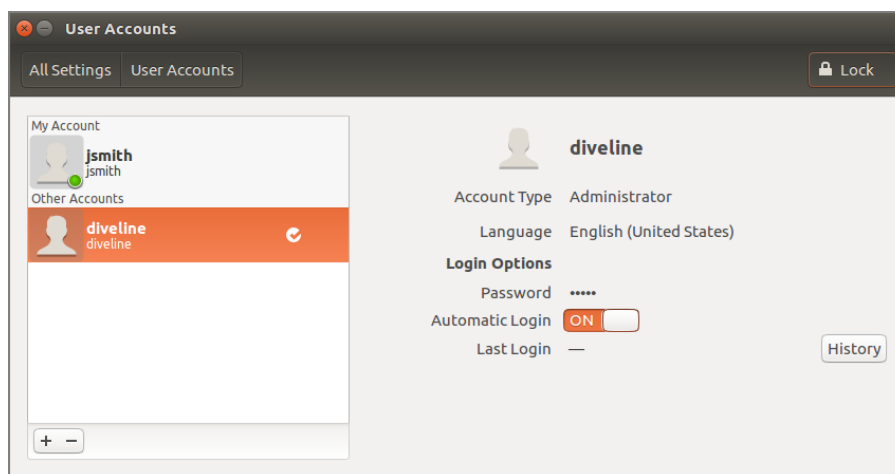 User Accounts
All Settings User Accounts Lock
My Account
jsmith
jsmith
Other Accounts
diveline
diveline
diveline
Account Type Administrator
Language English (United States)
Login Options
Password •••••
Automatic Login ON
Last Login —
History
+ −